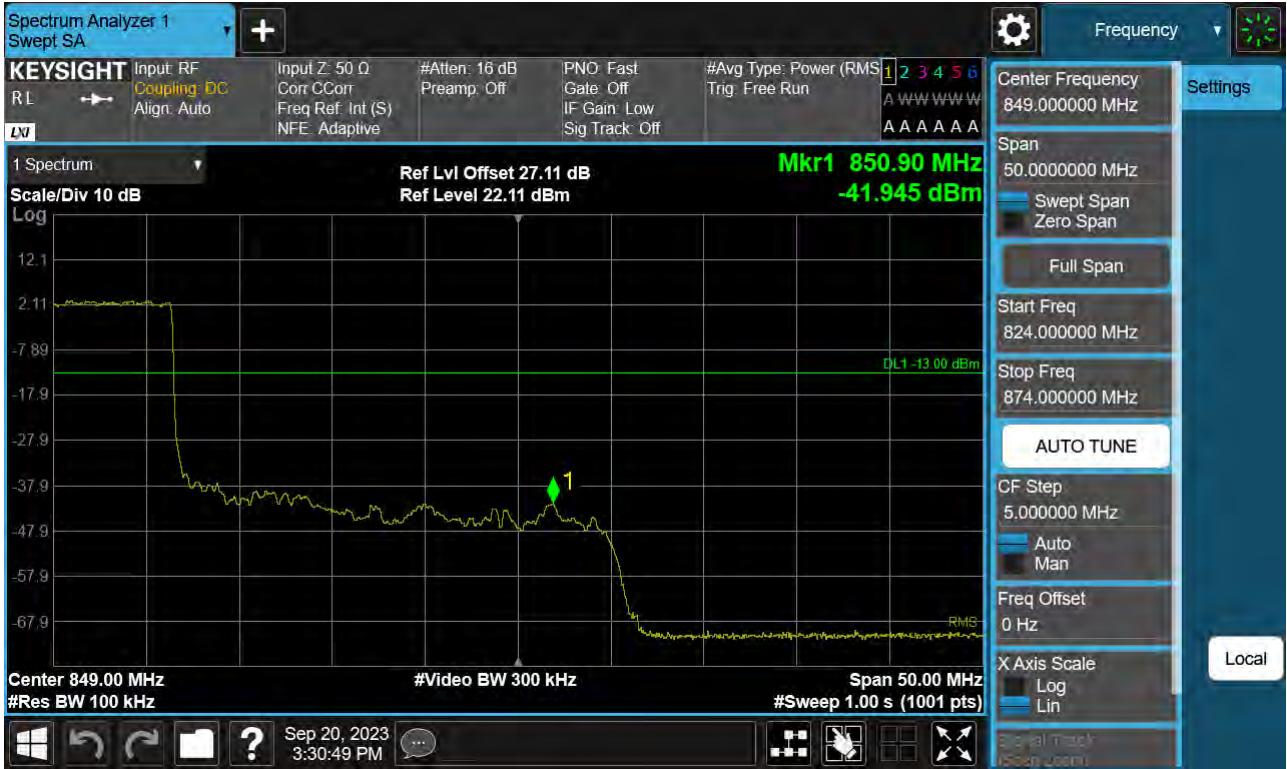 Spectrum Analyzer 1
Swept SA
+
Frequency
KEYSIGHT
RL
LXI
Input: RF
Coupling: DC
Align: Auto
Input Z: 50 Ω
Corr CCorr
Freq Ref: Int (S)
NFE: Adaptive
#Atten: 16 dB
Preamp: Off
PNO: Fast
Gate: Off
IF Gain: Low
Sig Track: Off
#Avg Type: Power (RMS
Trig: Free Run
1 2 3 4 5 6
A W W W W W
A A A A A A
1 Spectrum
Scale/Div 10 dB
Ref Lvl Offset 27.11 dB
Ref Level 22.11 dBm
Mkr1 850.90 MHz
-41.945 dBm
Log
12.1
2.11
-7.89
DL1 -13.00 dBm
-17.9
-27.9
-37.9
1
-47.9
-57.9
-67.9
RMS
Center 849.00 MHz
#Video BW 300 kHz
Span 50.00 MHz
#Res BW 100 kHz
#Sweep 1.00 s (1001 pts)
Center Frequency
849.000000 MHz
Span
50.0000000 MHz
Swept Span
Zero Span
Full Span
Start Freq
824.000000 MHz
Stop Freq
874.000000 MHz
AUTO TUNE
CF Step
5.000000 MHz
Auto
Man
Freq Offset
0 Hz
X Axis Scale
Log
Lin
Signal Track
(Span Zoom)
Settings
Local
?
Sep 20, 2023
3:30:49 PM